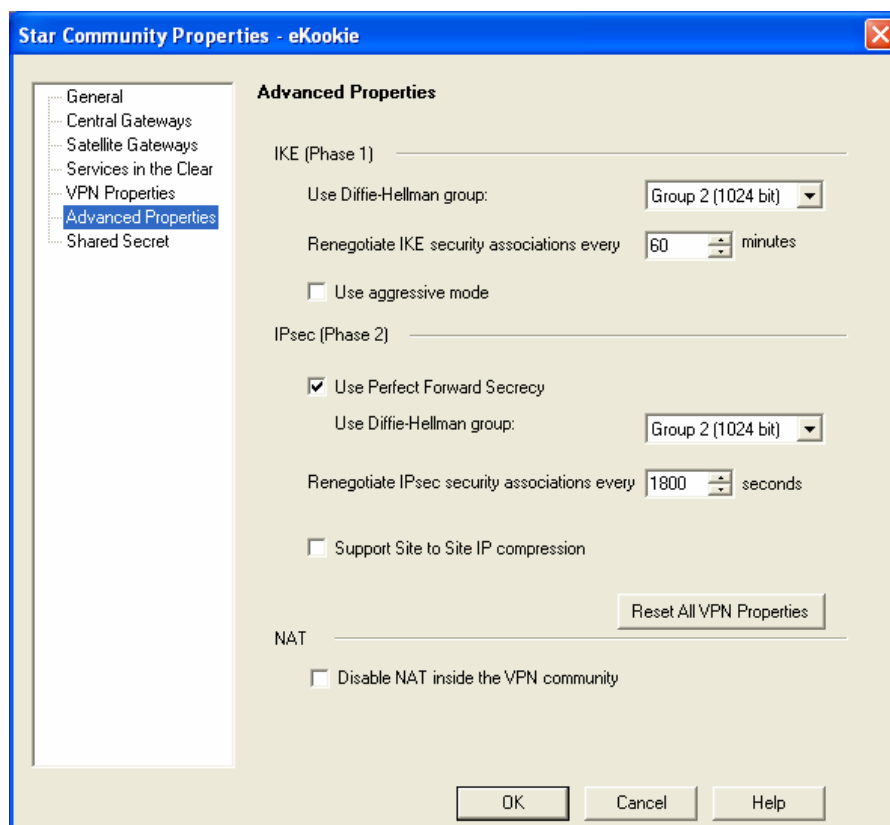 Star Community Properties - eKookie
General
Central Gateways
Satellite Gateways
Services in the Clear
VPN Properties
Advanced Properties
Shared Secret
Advanced Properties
IKE (Phase 1)
Use Diffie-Hellman group: Group 2 (1024 bit)
Renegotiate IKE security associations every 60 minutes
Use aggressive mode
IPsec (Phase 2)
Use Perfect Forward Secrecy
Use Diffie-Hellman group: Group 2 (1024 bit)
Renegotiate IPsec security associations every 1800 seconds
Support Site to Site IP compression
Reset All VPN Properties
NAT
Disable NAT inside the VPN community
OK Cancel Help